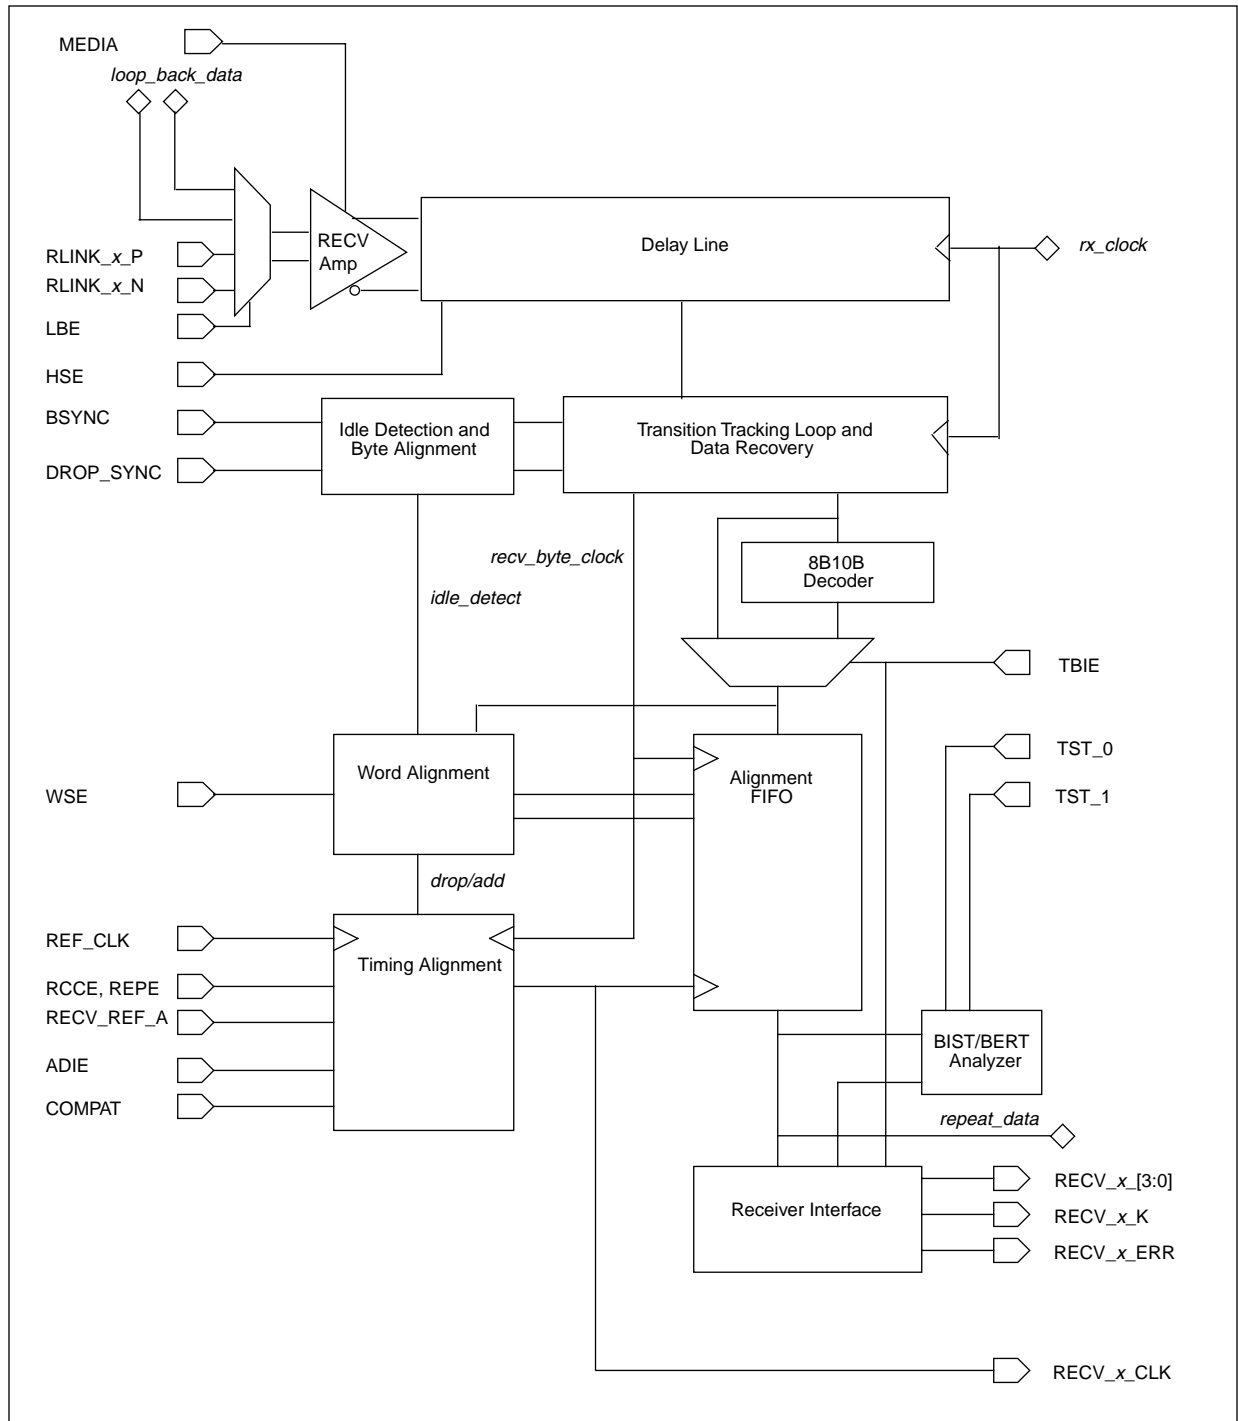 MEDIA
loop_back_data
RECV
Amp
Delay Line
rx_clock
RLINK_x_P
RLINK_x_N
LBE
HSE
BSYNC
DROP_SYNC
Idle Detection and
Byte Alignment
Transition Tracking Loop and
Data Recovery
recv_byte_clock
idle_detect
8B10B
Decoder
TBIE
TST_0
TST_1
WSE
Word Alignment
Alignment
FIFO
drop/add
REF_CLK
RCCE, REPE
RECV_REF_A
ADIE
COMPAT
Timing Alignment
BIST/BERT
Analyzer
repeat_data
Receiver Interface
RECV_x_[3:0]
RECV_x_K
RECV_x_ERR
RECV_x_CLK